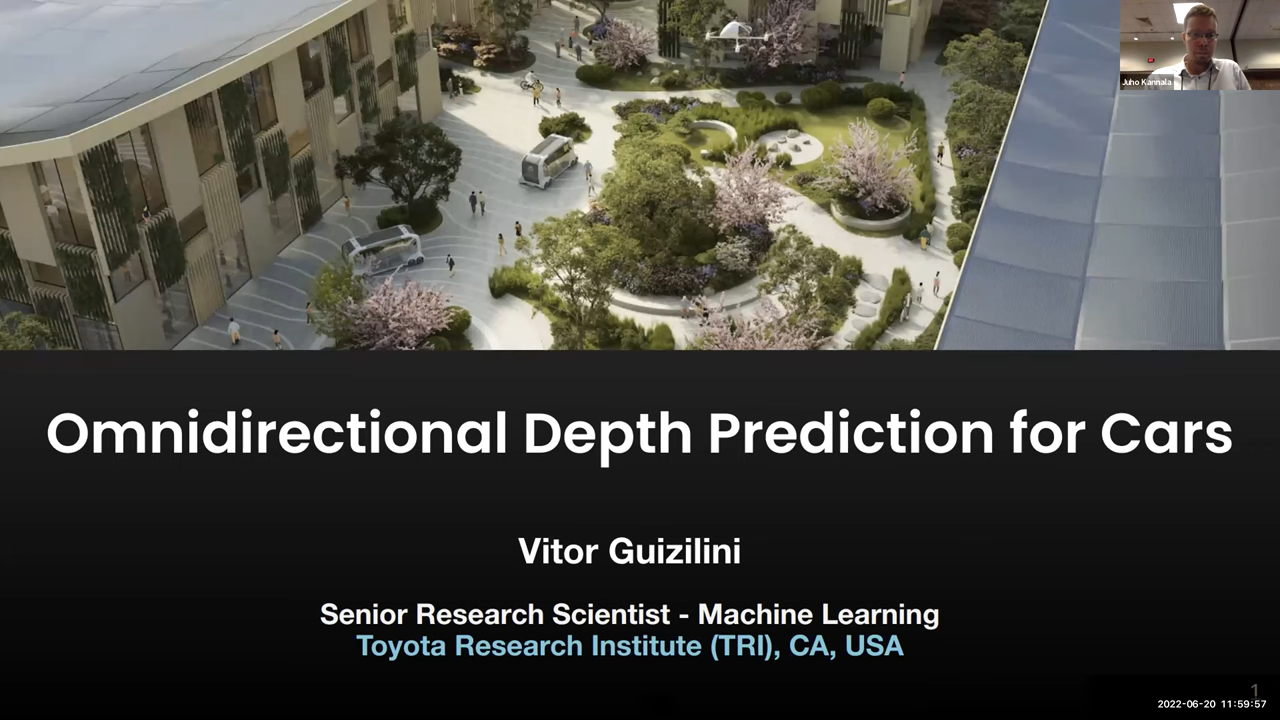 Juho Kannala
Omnidirectional Depth Prediction for Cars
Vitor Guizilini
Senior Research Scientist - Machine Learning
Toyota Research Institute (TRI), CA, USA
1
2022-06-20 11:59:57